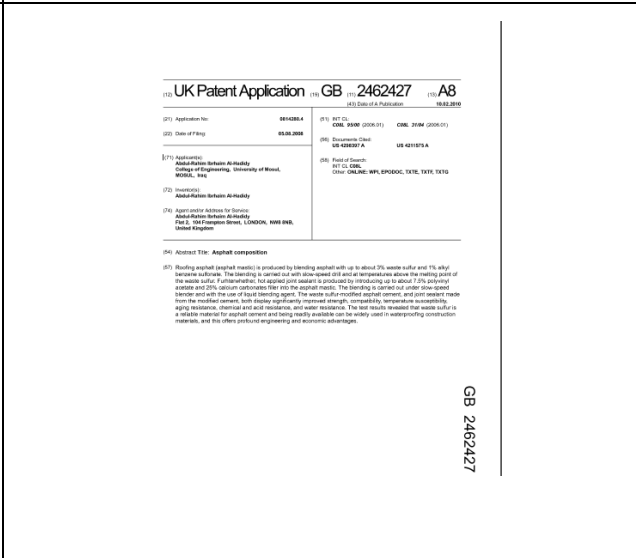 (12) UK Patent Application (19) GB (11) 2462427 (13) A8
(43) Date of A Publication 10.02.2010
(21) Application No: 0814280.4
(22) Date of Filing: 05.08.2008
(71) Applicant(s):
Abdul-Rahim Ibrhaim Al-Hadidy
College of Engineering, University of Mosul,
MOSUL, Iraq
(72) Inventor(s):
Abdul-Rahim Ibrhaim Al-Hadidy
(74) Agent and/or Address for Service:
Abdul-Rahim Ibrhaim Al-Hadidy
Flat 2, 104 Frampton Street, LONDON, NW8 8NB,
United Kingdom
(51) INT CL:
C08L 95/00 (2006.01) C08L 31/04 (2006.01)
(56) Documents Cited:
US 4298397 A US 4211575 A
(58) Field of Search:
INT CL C08L
Other: ONLINE: WPI, EPODOC, TXTE, TXTF, TXTG
(54) Abstract Title: Asphalt composition
(57) Roofing asphalt (asphalt mastic) is produced by blending asphalt with up to about 3% waste sulfur and 1% alkyl
benzene sulfonate. The blending is carried out with slow-speed drill and at temperatures above the melting point of
the waste sulfur. hot applied joint sealant is produced by introducing up to about 7.5% polyvinyl
acetate and 25% calcium carbonates filler into the asphalt mastic. The blending is carried out under slow-speed
blender and with the use of liquid blending agent. The waste sulfur-modified asphalt cement, and joint sealant made
from the modified cement, both display significantly improved strength, compatibility, temperature susceptibility,
aging resistance, chemical and acid resistance, and water resistance. The test results revealed that waste sulfur is
a reliable material for asphalt cement and being readily available can be widely used in waterproofing construction
materials, and this offers profound engineering and economic advantages.
GB 2462427